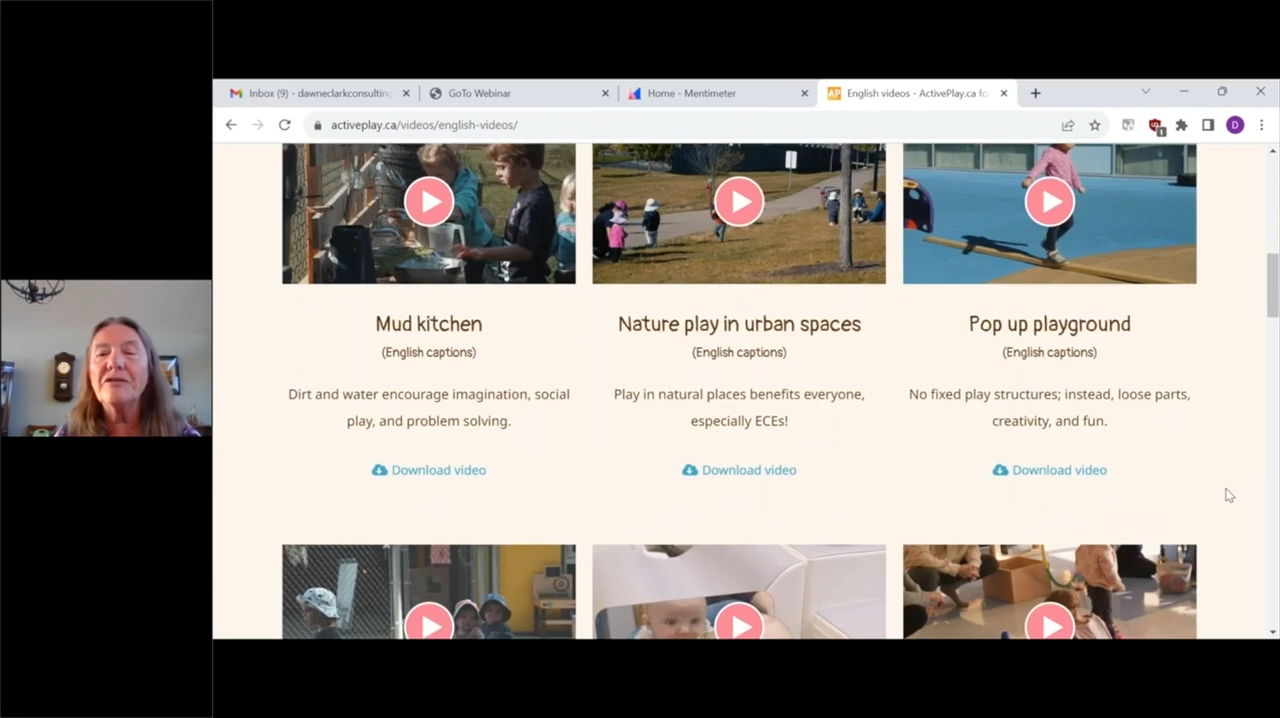 Inbox (9) - dawneclarkconsulting
GoTo Webinar
Home - Mentimeter
AP English videos - ActivePlay.ca fo
activeplay.ca/videos/english-videos/
1
D
Mud kitchen
(English captions)
Dirt and water encourage imagination, social
play, and problem solving.
Download video
Nature play in urban spaces
(English captions)
Play in natural places benefits everyone,
especially ECEs!
Download video
Pop up playground
(English captions)
No fixed play structures; instead, loose parts,
creativity, and fun.
Download video